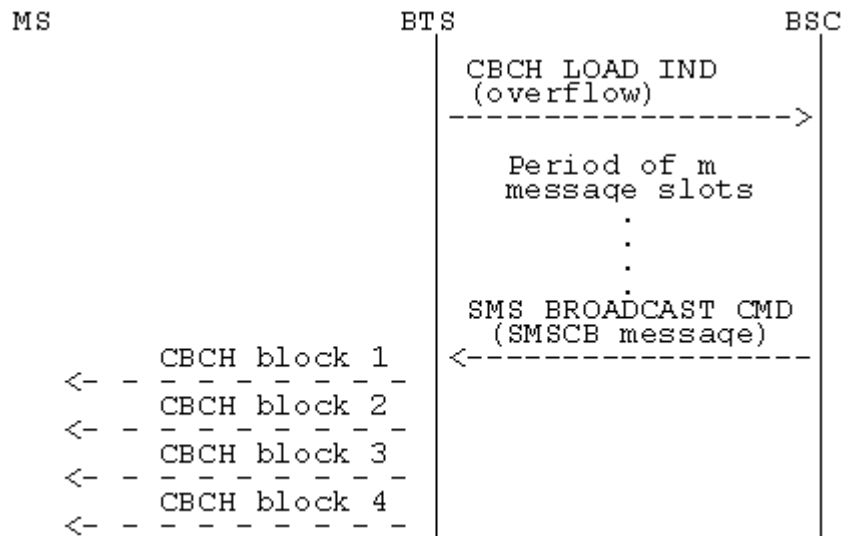 MS BTS BSC
CBCH LOAD IND
(overflow)
Period of m
message slots
SMS BROADCAST CMD
(SMSCB message)
CBCH block 1
CBCH block 2
CBCH block 3
CBCH block 4